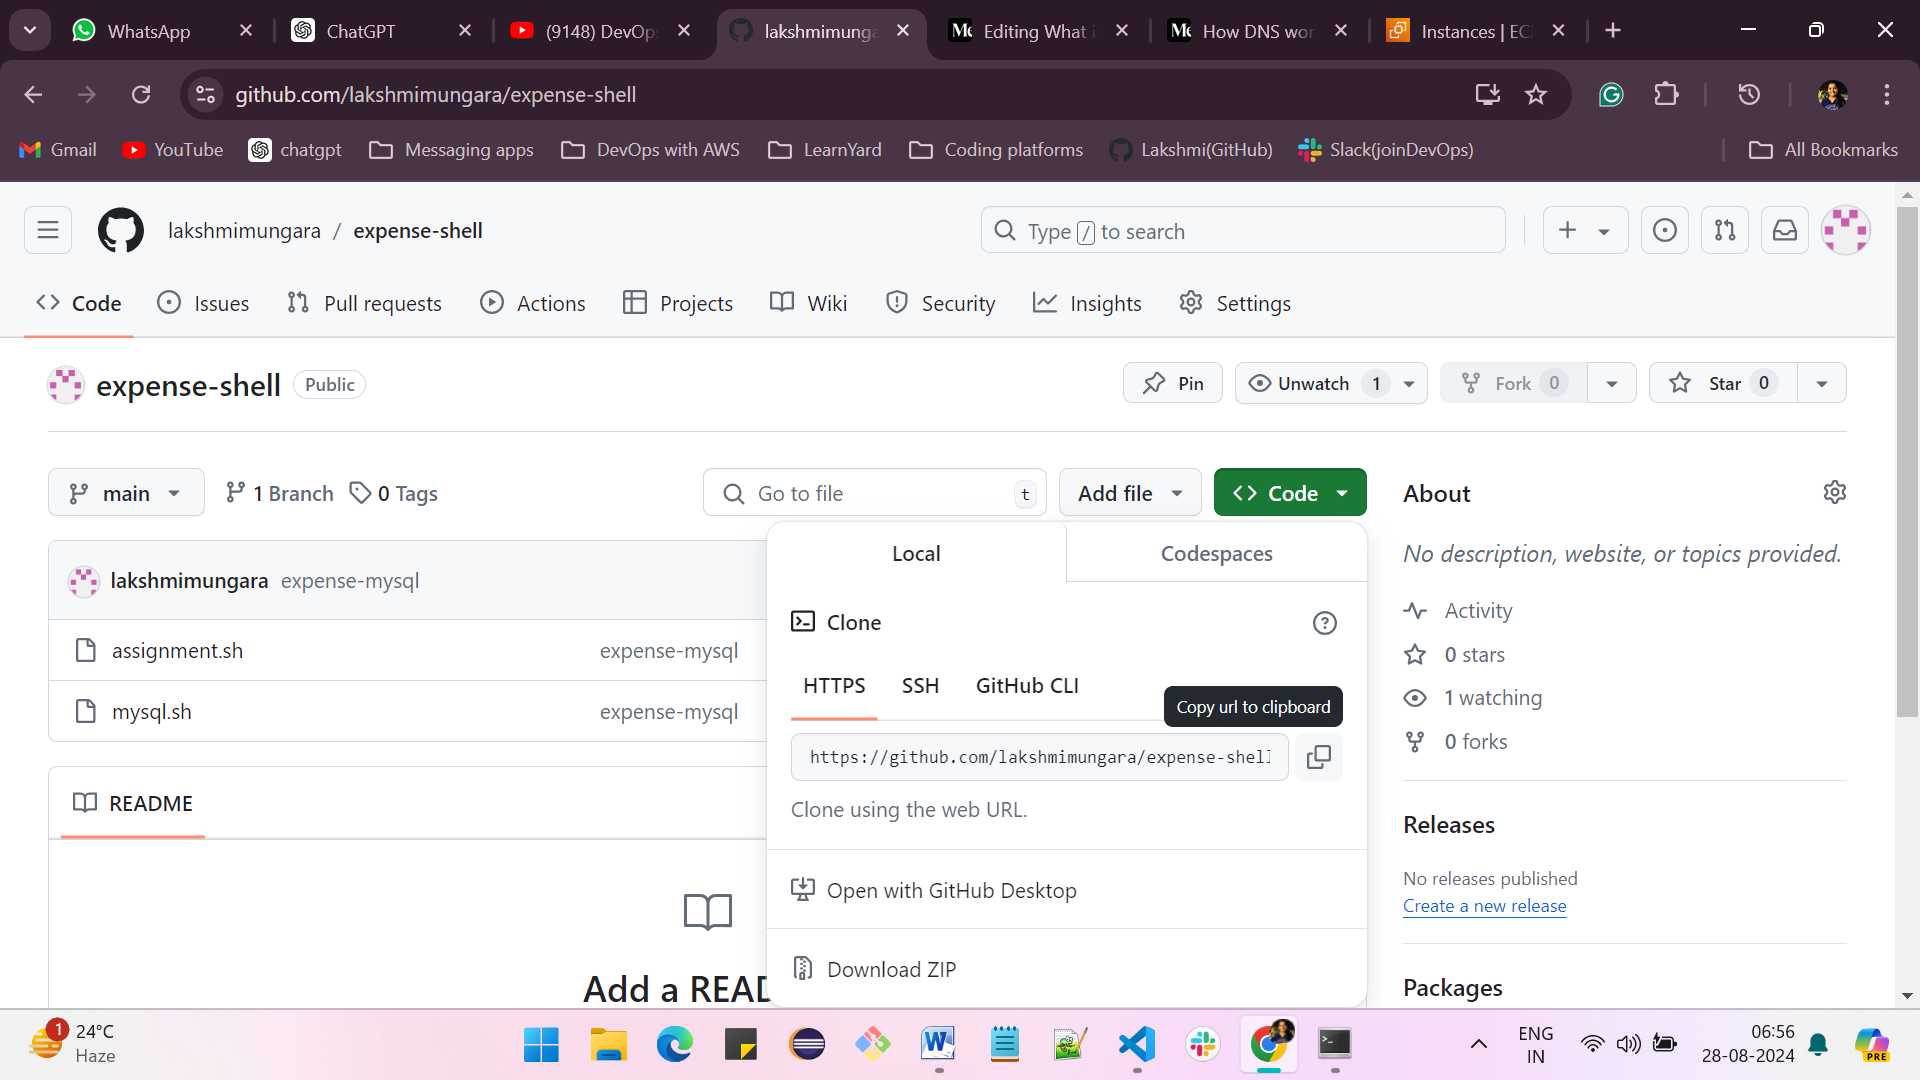 WhatsApp
ChatGPT
(9148) DevOp
lakshmimunga
Editing What i
How DNS wor
Instances | EC
github.com/lakshmimungara/expense-shell
Gmail
YouTube
chatgpt
Messaging apps
DevOps with AWS
LearnYard
Coding platforms
Lakshmi(GitHub)
Slack(joinDevOps)
All Bookmarks
lakshmimungara / expense-shell
Type / to search
Code
Issues
Pull requests
Actions
Projects
Wiki
Security
Insights
Settings
expense-shell Public
Pin
Unwatch 1
Fork 0
Star 0
main
1 Branch
0 Tags
Go to file t
Add file
Code
lakshmimungara expense-mysql
assignment.sh expense-mysql
mysql.sh expense-mysql
README
Add a READ
Local
Codespaces
Clone
HTTPS
SSH
GitHub CLI
Copy url to clipboard
https://github.com/lakshmimungara/expense-shell
Clone using the web URL.
Open with GitHub Desktop
Download ZIP
About
No description, website, or topics provided.
Activity
0 stars
1 watching
0 forks
Releases
No releases published
Create a new release
Packages
1
24°C
Haze
ENG
IN
06:56
28-08-2024
PRE